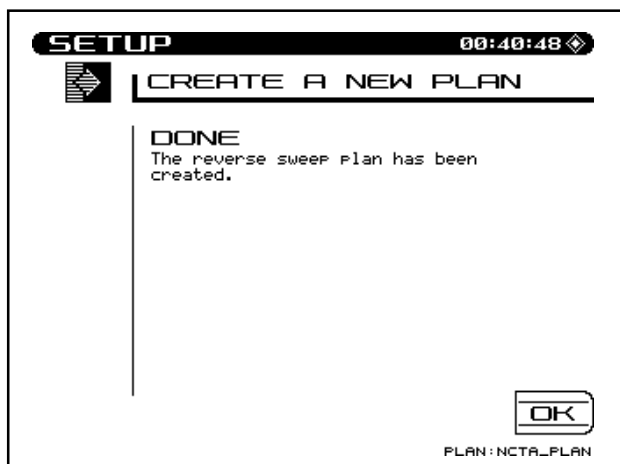 SETUP 00:40:48
CREATE A NEW PLAN
DONE
The reverse sweep plan has been
created.
OK
PLAN:NCTA_PLAN